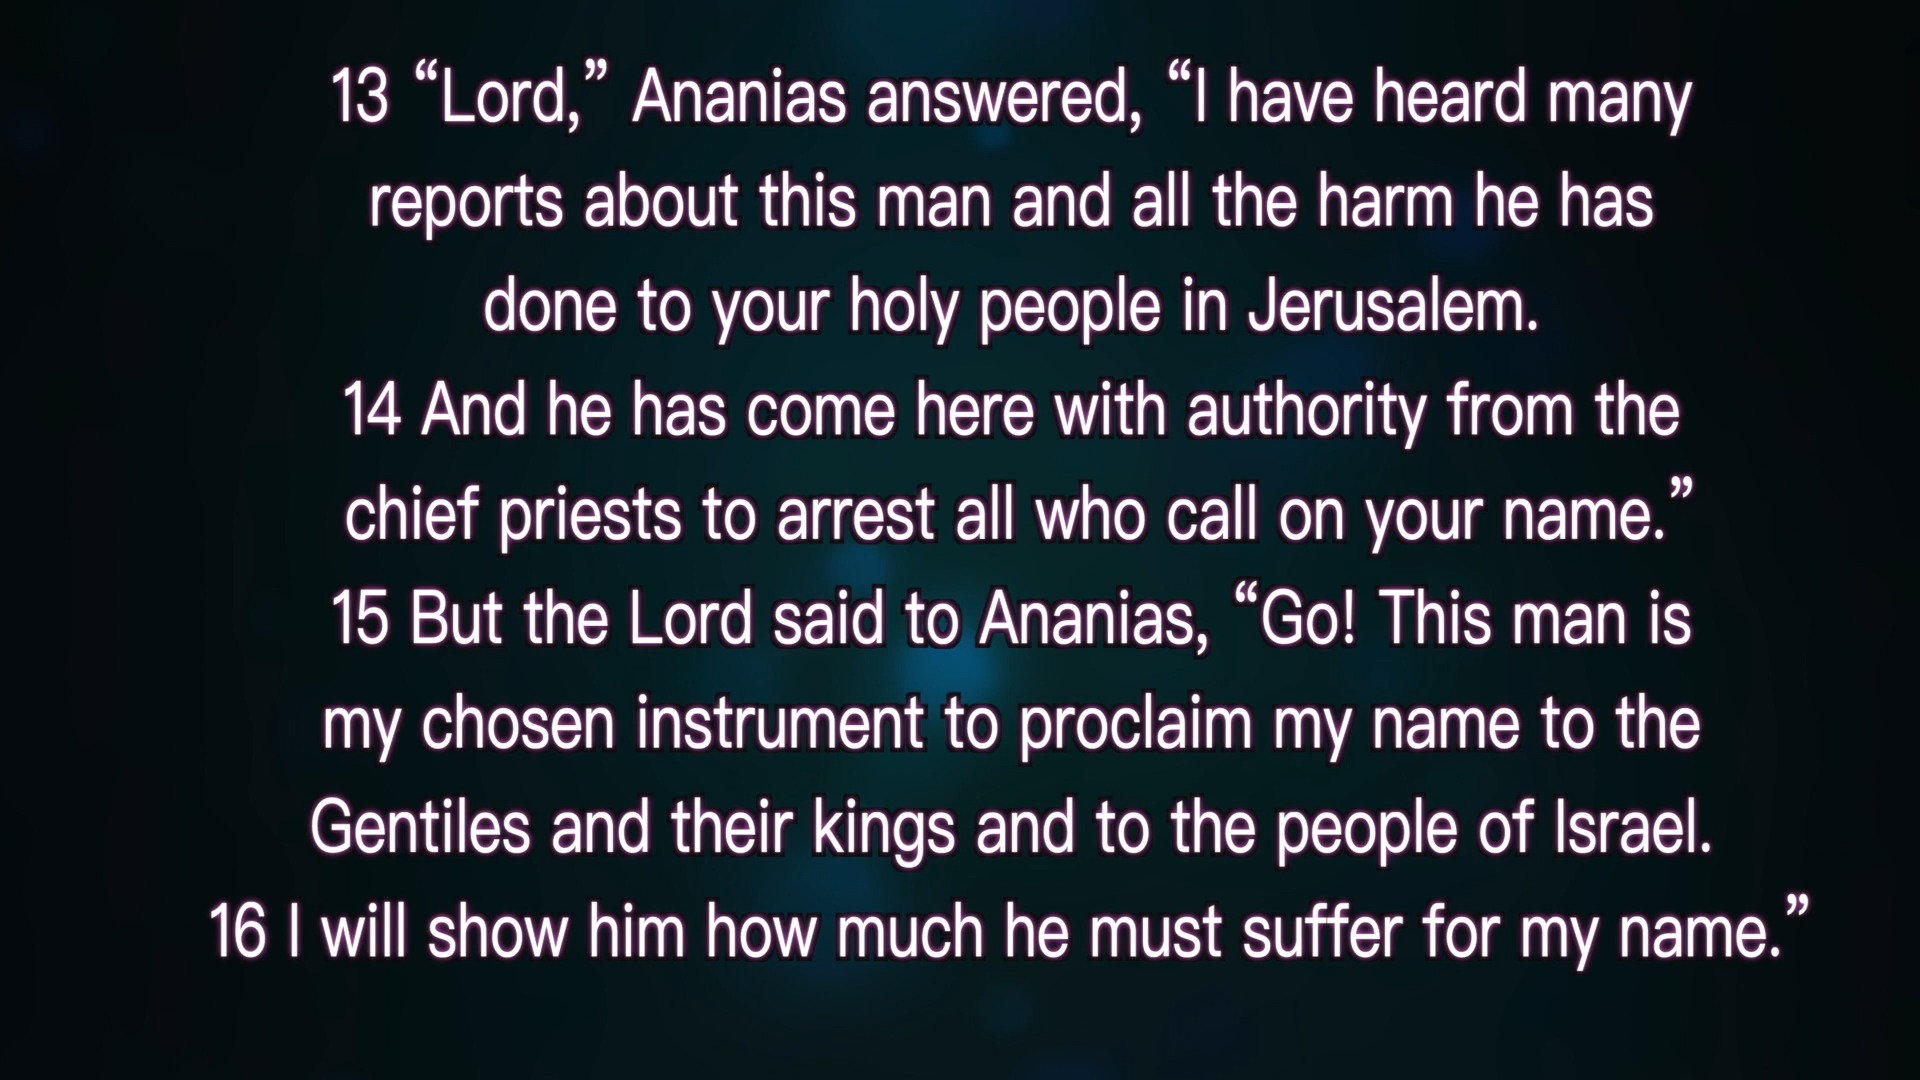 13 “Lord,” Ananias answered, “I have heard many
reports about this man and all the harm he has
done to your holy people in Jerusalem.
14 And he has come here with authority from the
chief priests to arrest all who call on your name.”
15 But the Lord said to Ananias, “Go! This man is
my chosen instrument to proclaim my name to the
Gentiles and their kings and to the people of Israel.
16 I will show him how much he must suffer for my name.”